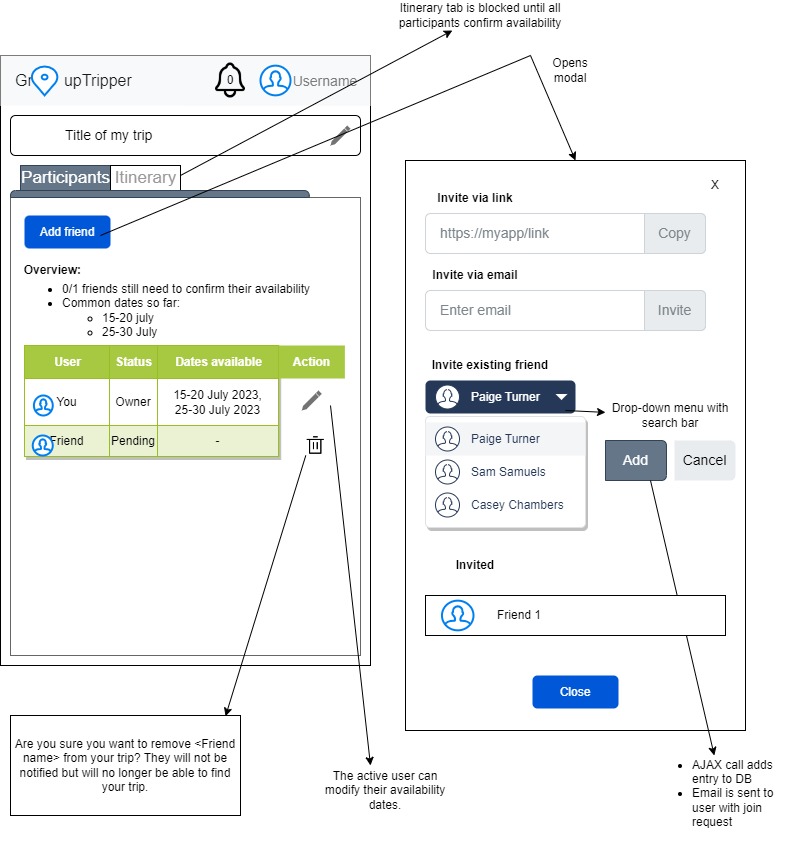 Itinerary tab is blocked until all
participants confirm availability
Gr upTripper
0
Username
Opens
modal
Title of my trip
Participants
Itinerary
Add friend
Overview:
0/1 friends still need to confirm their availability
Common dates so far:
15-20 july
25-30 July
User Status Dates available Action
You Owner 15-20 July 2023,
25-30 July 2023
Friend Pending -
X
Invite via link
https://myapp/link Copy
Invite via email
Enter email Invite
Invite existing friend
Paige Turner
Drop-down menu with
search bar
Paige Turner
Sam Samuels
Casey Chambers
Add Cancel
Invited
Friend 1
Close
Are you sure you want to remove <Friend
name> from your trip? They will not be
notified but will no longer be able to find
your trip.
The active user can
modify their availability
dates.
AJAX call adds
entry to DB
Email is sent to
user with join
request